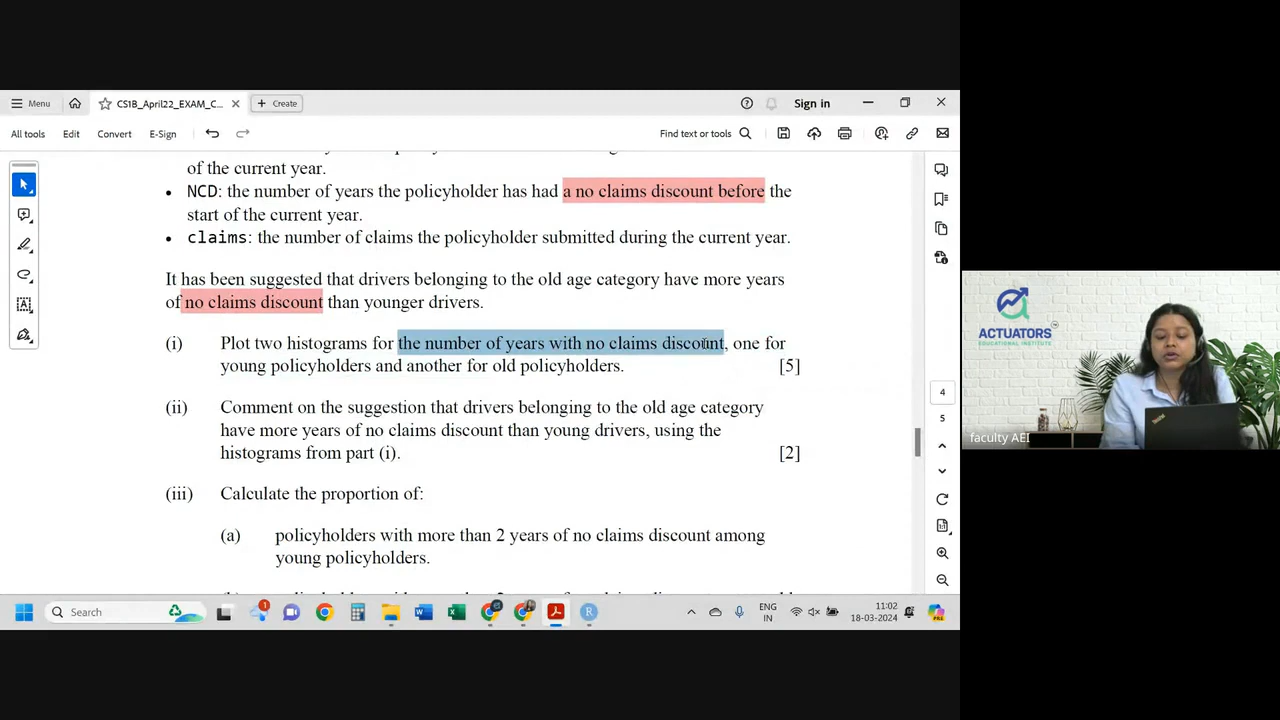 Menu
CS1B_April22_EXAM_C...
Create
Sign in
All tools
Edit
Convert
E-Sign
Find text or tools
of the current year.
• NCD: the number of years the policyholder has had a no claims discount before the
start of the current year.
• claims: the number of claims the policyholder submitted during the current year.
It has been suggested that drivers belonging to the old age category have more years
of no claims discount than younger drivers.
(i) Plot two histograms for the number of years with no claims discount, one for
young policyholders and another for old policyholders. [5]
(ii) Comment on the suggestion that drivers belonging to the old age category
have more years of no claims discount than young drivers, using the
histograms from part (i). [2]
(iii) Calculate the proportion of:
(a) policyholders with more than 2 years of no claims discount among
young policyholders.
4
5
ACTUATORS
EDUCATIONAL INSTITUTE
faculty AEI
Search
1
ENG
IN
11:02
18-03-2024